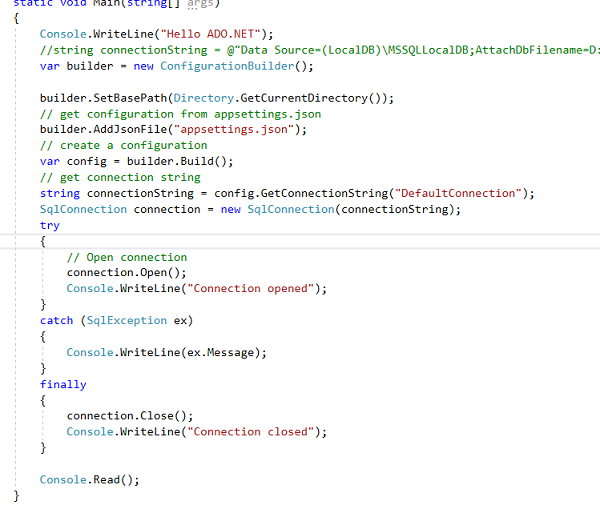 static void Main(string[] args)
{
Console.WriteLine("Hello ADO.NET");
//string connectionString = @"Data Source=(LocalDB)\MSSQLLocalDB;AttachDbFilename=D:
var builder = new ConfigurationBuilder();
builder.SetBasePath(Directory.GetCurrentDirectory());
// get configuration from appsettings.json
builder.AddJsonFile("appsettings.json");
// create a configuration
var config = builder.Build();
// get connection string
string connectionString = config.GetConnectionString("DefaultConnection");
SqlConnection connection = new SqlConnection(connectionString);
try
{
// Open connection
connection.Open();
Console.WriteLine("Connection opened");
}
catch (SqlException ex)
{
Console.WriteLine(ex.Message);
}
finally
{
connection.Close();
Console.WriteLine("Connection closed");
}
Console.Read();
}